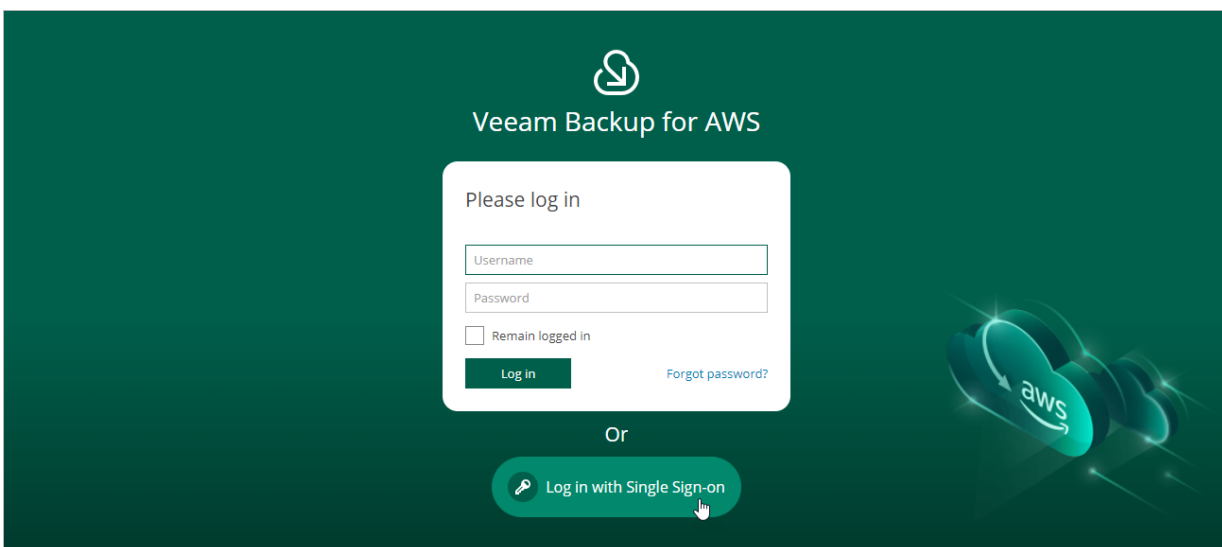 Veeam Backup for AWS
Please log in
Username
Password
Remain logged in
Log in
Forgot password?
Or
Log in with Single Sign-on
aws